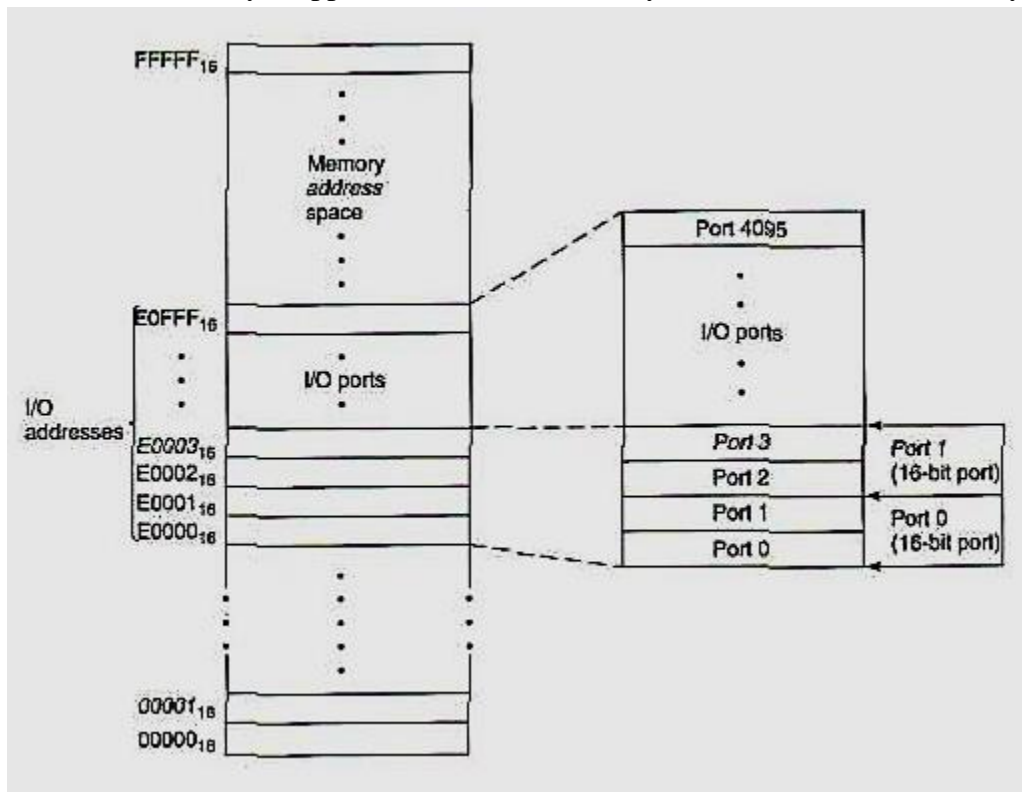 FFFFF₁₆
Memory
address
space
E0FFF₁₆
I/O ports
I/O
addresses
E0003₁₆
E0002₁₆
E0001₁₆
E0000₁₆
00001₁₆
00000₁₆
Port 4095
I/O ports
Port 3
Port 2
Port 1
Port 0
Port 1
(16-bit port)
Port 0
(16-bit port)